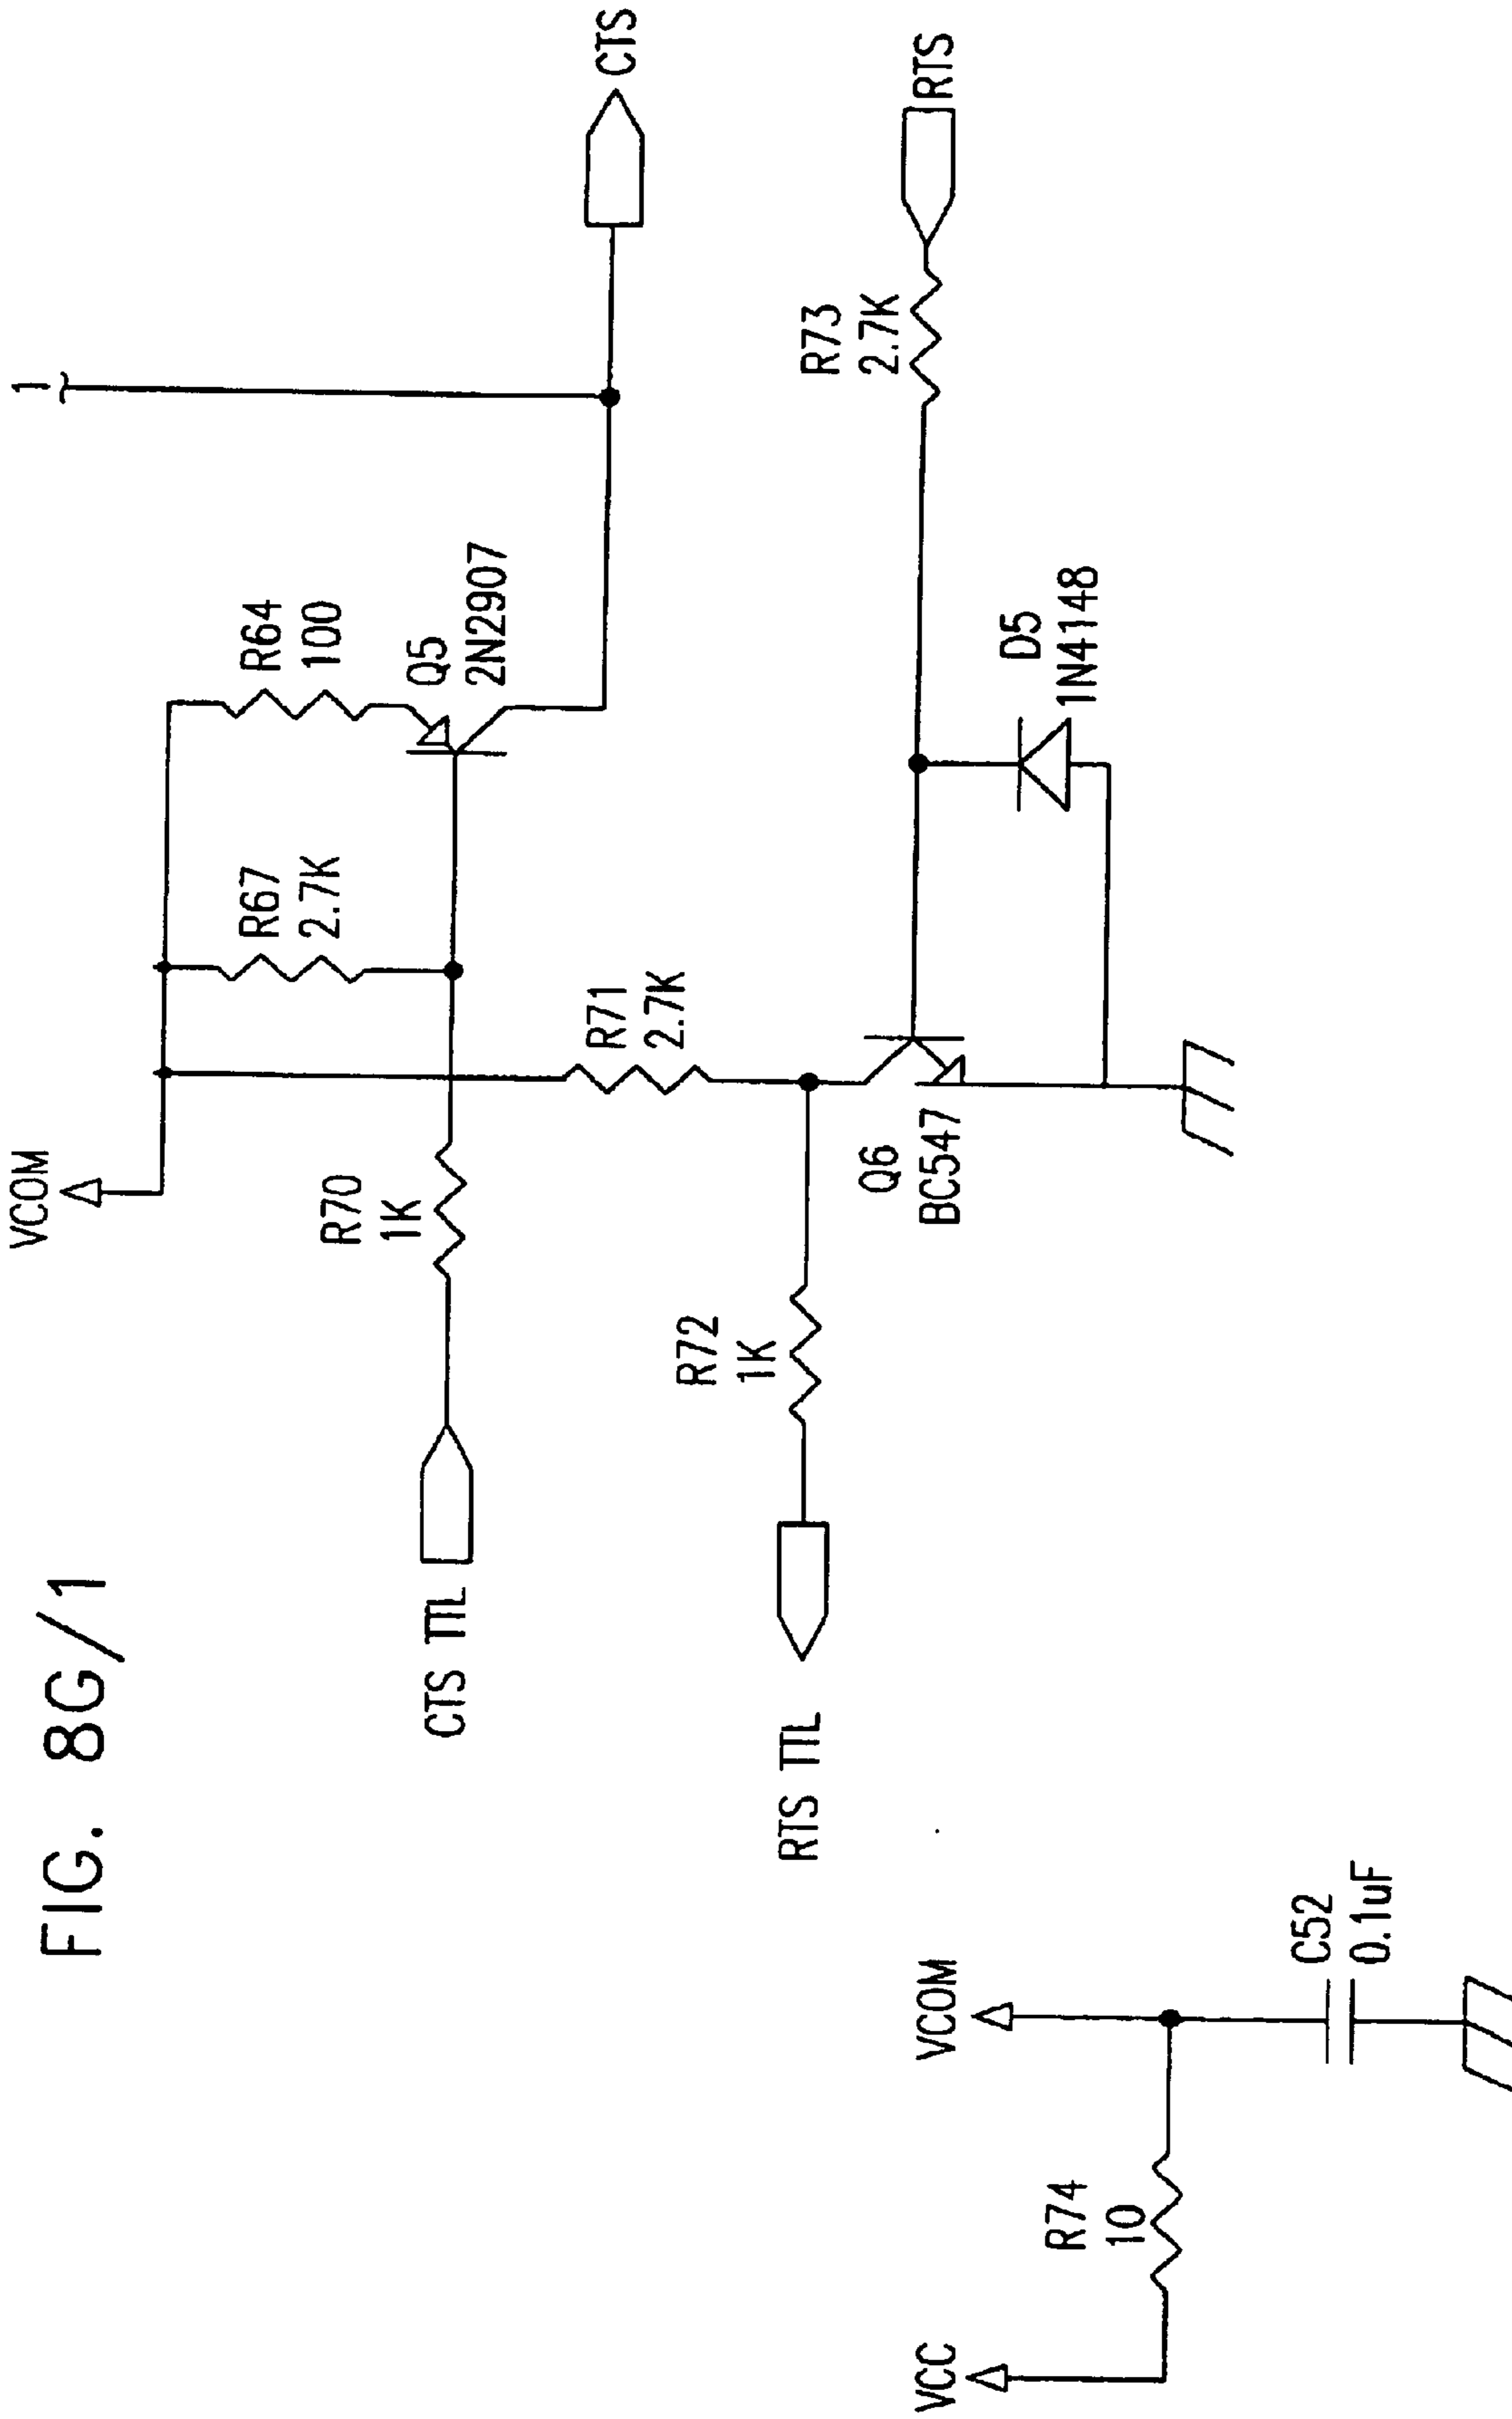 FIG. 8G/1
VCOM
1
R64
100
R67
2.7K
Q5
2N2907
R70
1K
CTS TTL
CTS
R71
2.7K
R72
1K
RTS TTL
R73
2.7K
RTS
Q6
BC547
D5
1N4148
VCC
VCOM
R74
10
C52
0.1uF